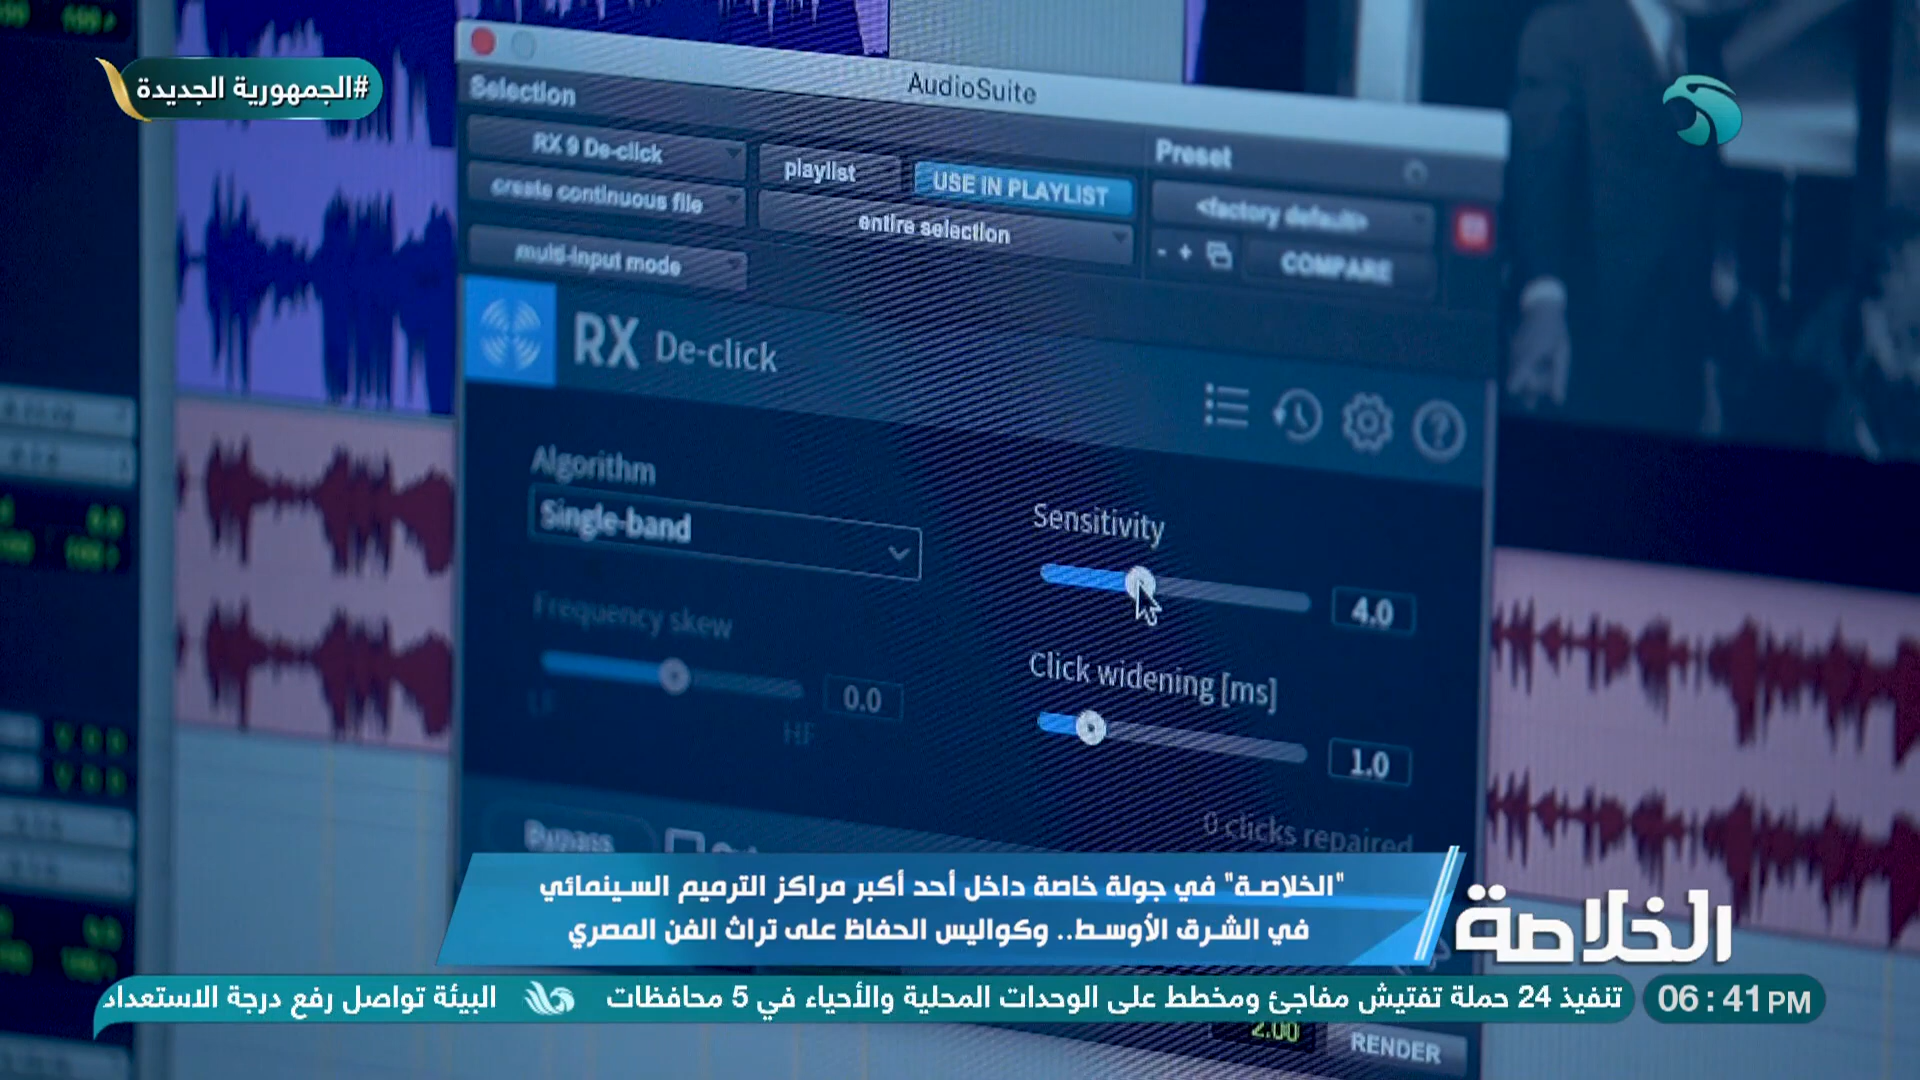 #الجمهورية الجديدة
AudioSuite
Selection
Preset
RX 9 De-click
playlist
USE IN PLAYLIST
<factory default>
create continuous file
entire selection
- +
COMPARE
multi-input mode
RX De-click
Algorithm
Single-band
Sensitivity
4.0
Frequency skew
0.0
LF
HF
Click widening [ms]
1.0
0 clicks repaired
Bypass
"الخلاصة" في جولة خاصة داخل أحد أكبر مراكز الترميم السينمائي
في الشرق الأوسط.. وكواليس الحفاظ على تراث الفن المصري
الخلاصة
تنفيذ 24 حملة تفتيش مفاجئ ومخطط على الوحدات المحلية والأحياء في 5 محافظات
البيئة تواصل رفع درجة الاستعداد
06:41 PM
2.00
RENDER